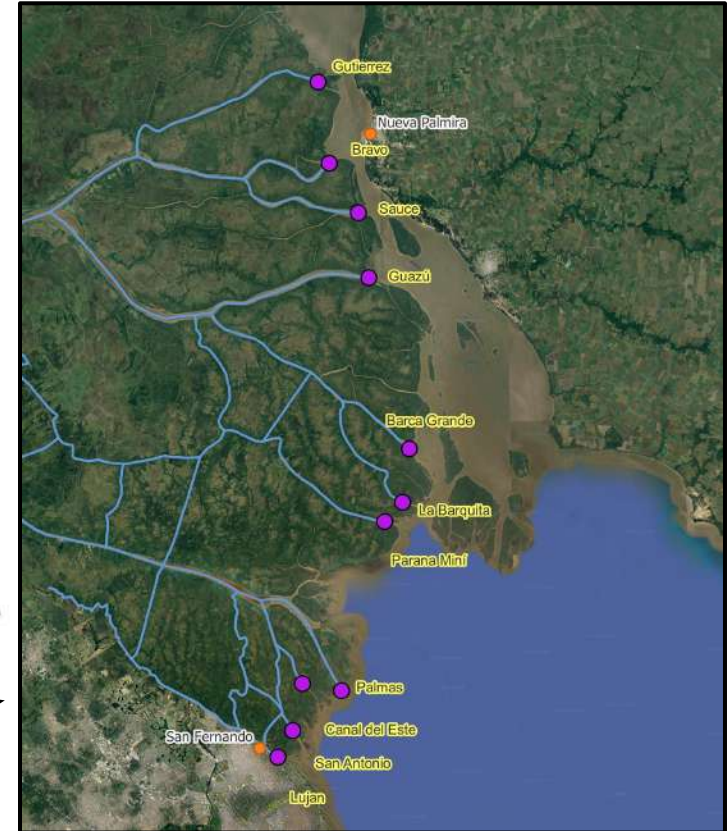 Gutierrez
Nueva Palmira
Bravo
Sauce
Guazú
Barca Grande
La Barquita
Parana Miní
Palmas
Canal del Este
San Fernando
San Antonio
Lujan